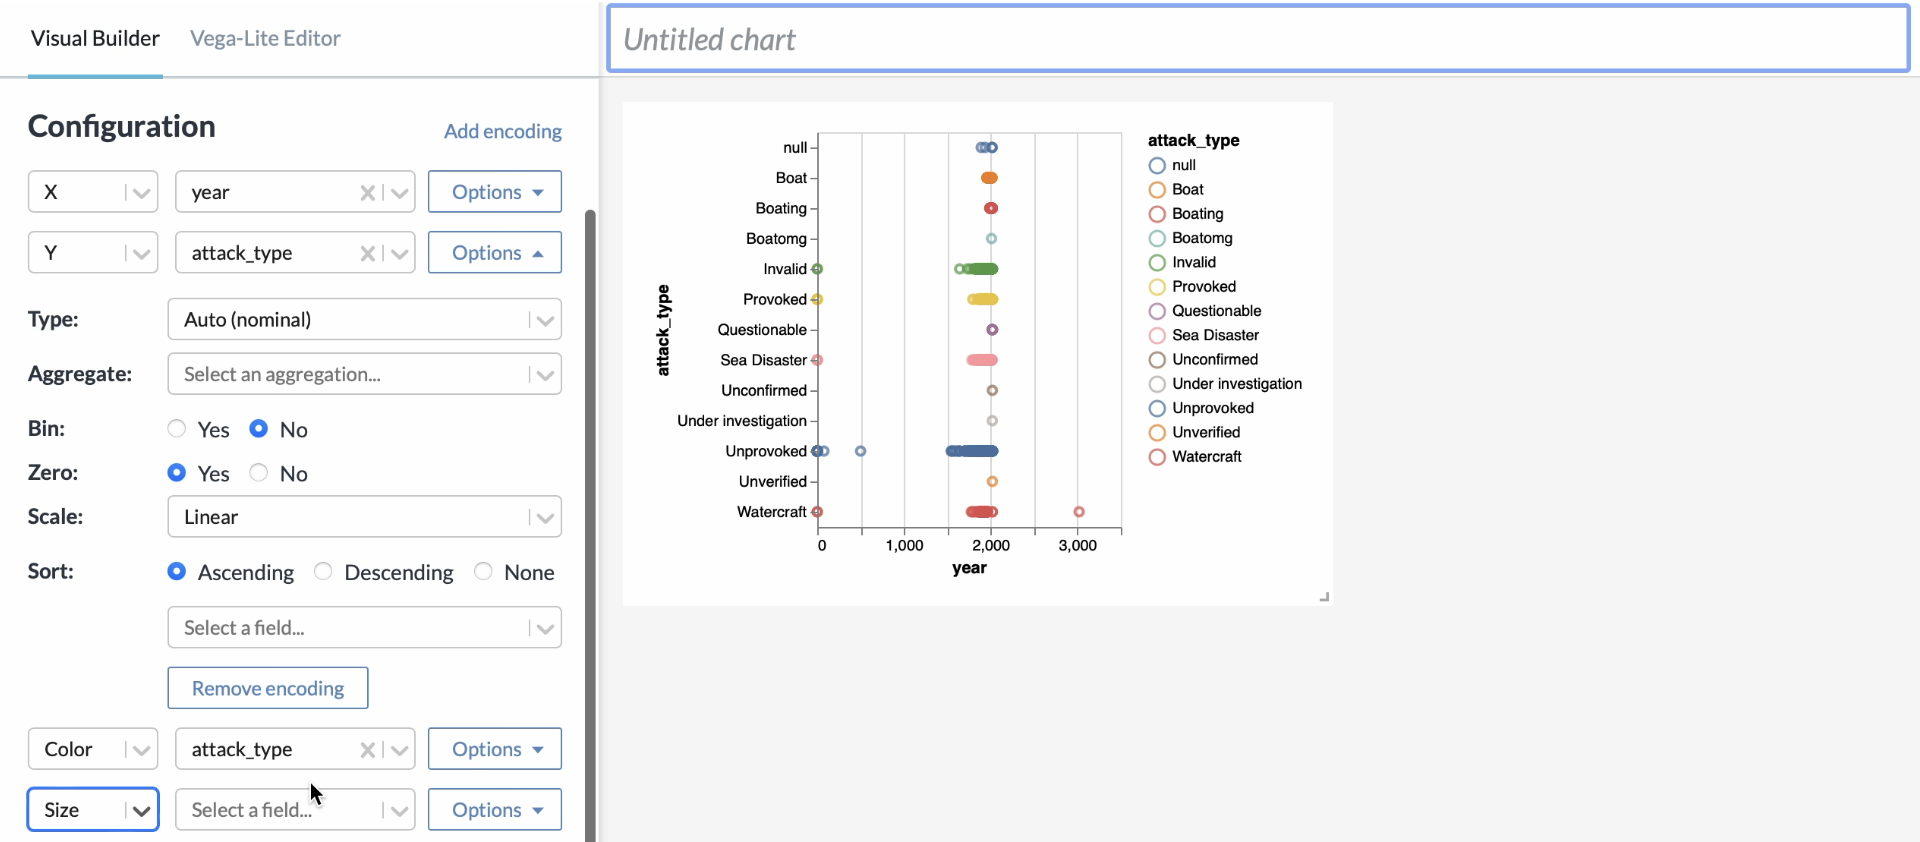 Visual Builder
Vega-Lite Editor
Untitled chart
Configuration
Add encoding
X
year
Options
Y
attack_type
Options
Type:
Auto (nominal)
Aggregate:
Select an aggregation...
Bin:
Yes
No
Zero:
Yes
No
Scale:
Linear
Sort:
Ascending
Descending
None
Select a field...
Remove encoding
Color
attack_type
Options
Size
Select a field...
Options
attack_type
null
Boat
Boating
Boatomg
Invalid
Provoked
Questionable
Sea Disaster
Unconfirmed
Under investigation
Unprovoked
Unverified
Watercraft
0
1,000
2,000
3,000
year
attack_type
null
Boat
Boating
Boatomg
Invalid
Provoked
Questionable
Sea Disaster
Unconfirmed
Under investigation
Unprovoked
Unverified
Watercraft